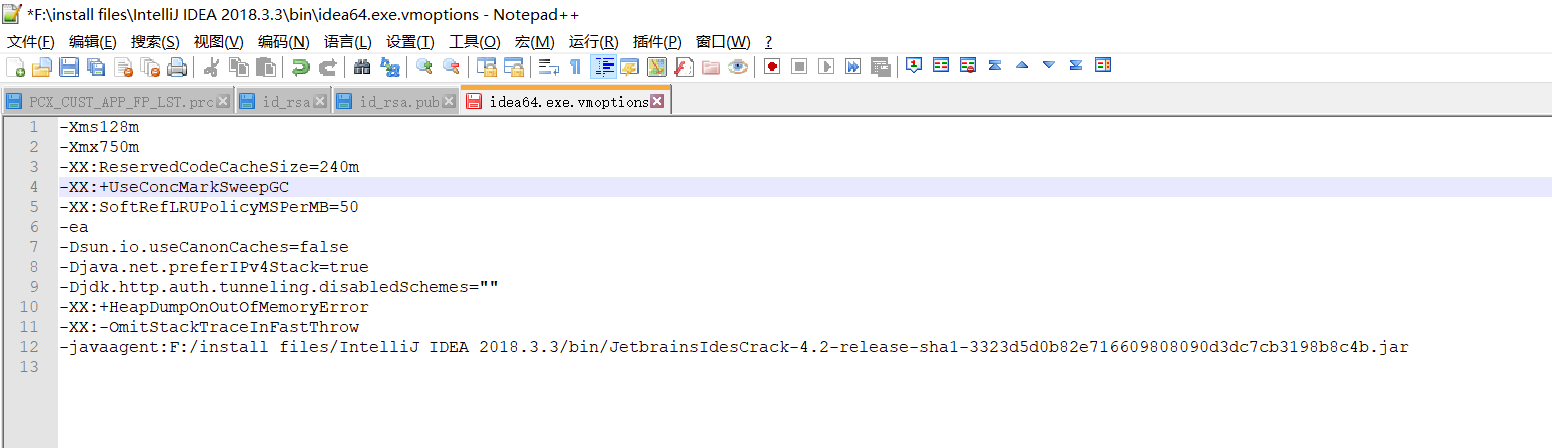 *F:\install files\IntelliJ IDEA 2018.3.3\bin\idea64.exe.vmoptions - Notepad++
文件(F) 编辑(E) 搜索(S) 视图(V) 编码(N) 语言(L) 设置(T) 工具(O) 宏(M) 运行(R) 插件(P) 窗口(W) ?
PCX_CUST_APP_FP_LST.prc id_rsa id_rsa.pub idea64.exe.vmoptions
1 -Xms128m
2 -Xmx750m
3 -XX:ReservedCodeCacheSize=240m
4 -XX:+UseConcMarkSweepGC
5 -XX:SoftRefLRUPolicyMSPerMB=50
6 -ea
7 -Dsun.io.useCanonCaches=false
8 -Djava.net.preferIPv4Stack=true
9 -Djdk.http.auth.tunneling.disabledSchemes=""
10 -XX:+HeapDumpOnOutOfMemoryError
11 -XX:-OmitStackTraceInFastThrow
12 -javaagent:F:/install files/IntelliJ IDEA 2018.3.3/bin/JetbrainsIdesCrack-4.2-release-sha1-3323d5d0b82e716609808090d3dc7cb3198b8c4b.jar
13